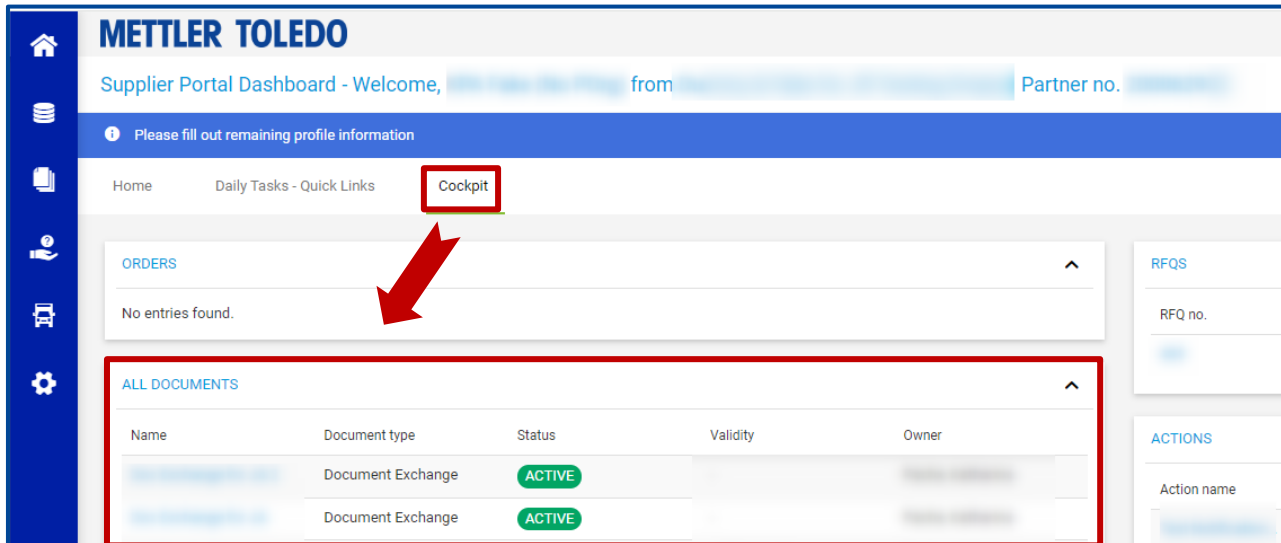 METTLER TOLEDO
Supplier Portal Dashboard - Welcome, from Partner no.
Please fill out remaining profile information
Home Daily Tasks - Quick Links Cockpit
ORDERS
No entries found.
RFQS
RFQ no.
ALL DOCUMENTS
Name Document type Status Validity Owner
Document Exchange ACTIVE -
Document Exchange ACTIVE -
ACTIONS
Action name